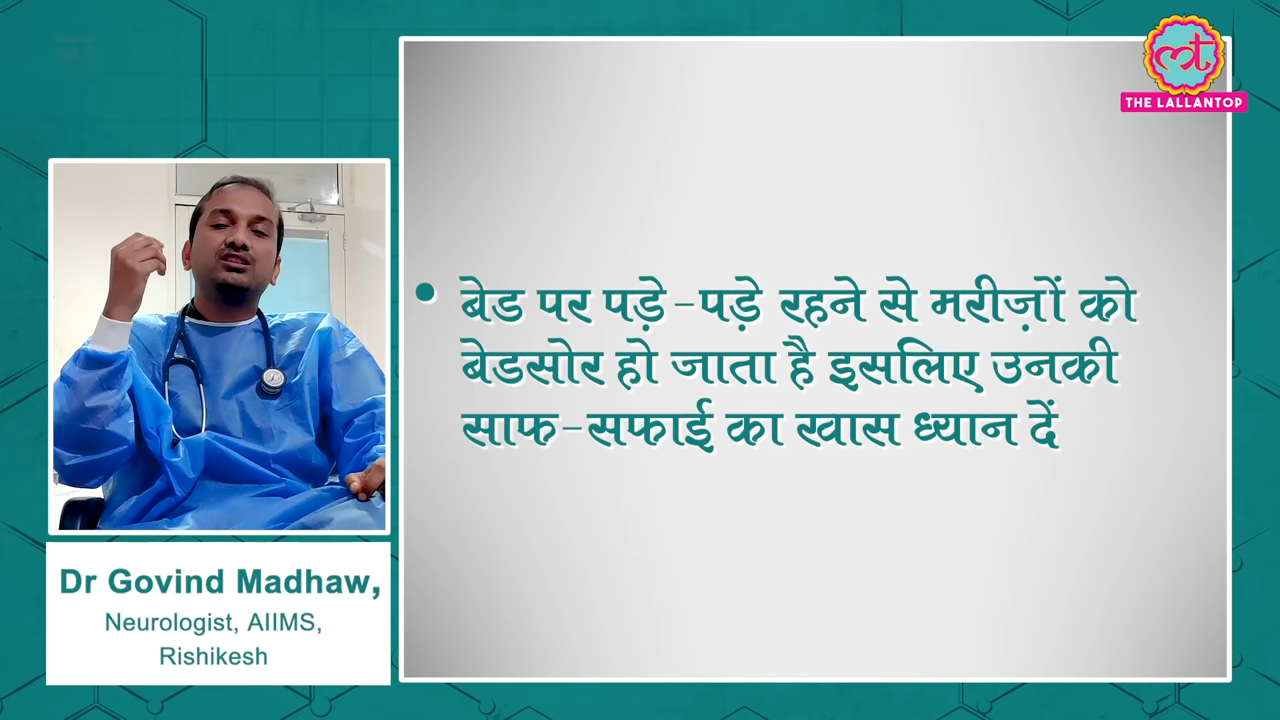 THE LALLANTOP
• बेड पर पड़े-पड़े रहने से मरीज़ों को
बेडसोर हो जाता है इसलिए उनकी
साफ-सफाई का खास ध्यान दें
Dr Govind Madhaw,
Neurologist, AIIMS,
Rishikesh